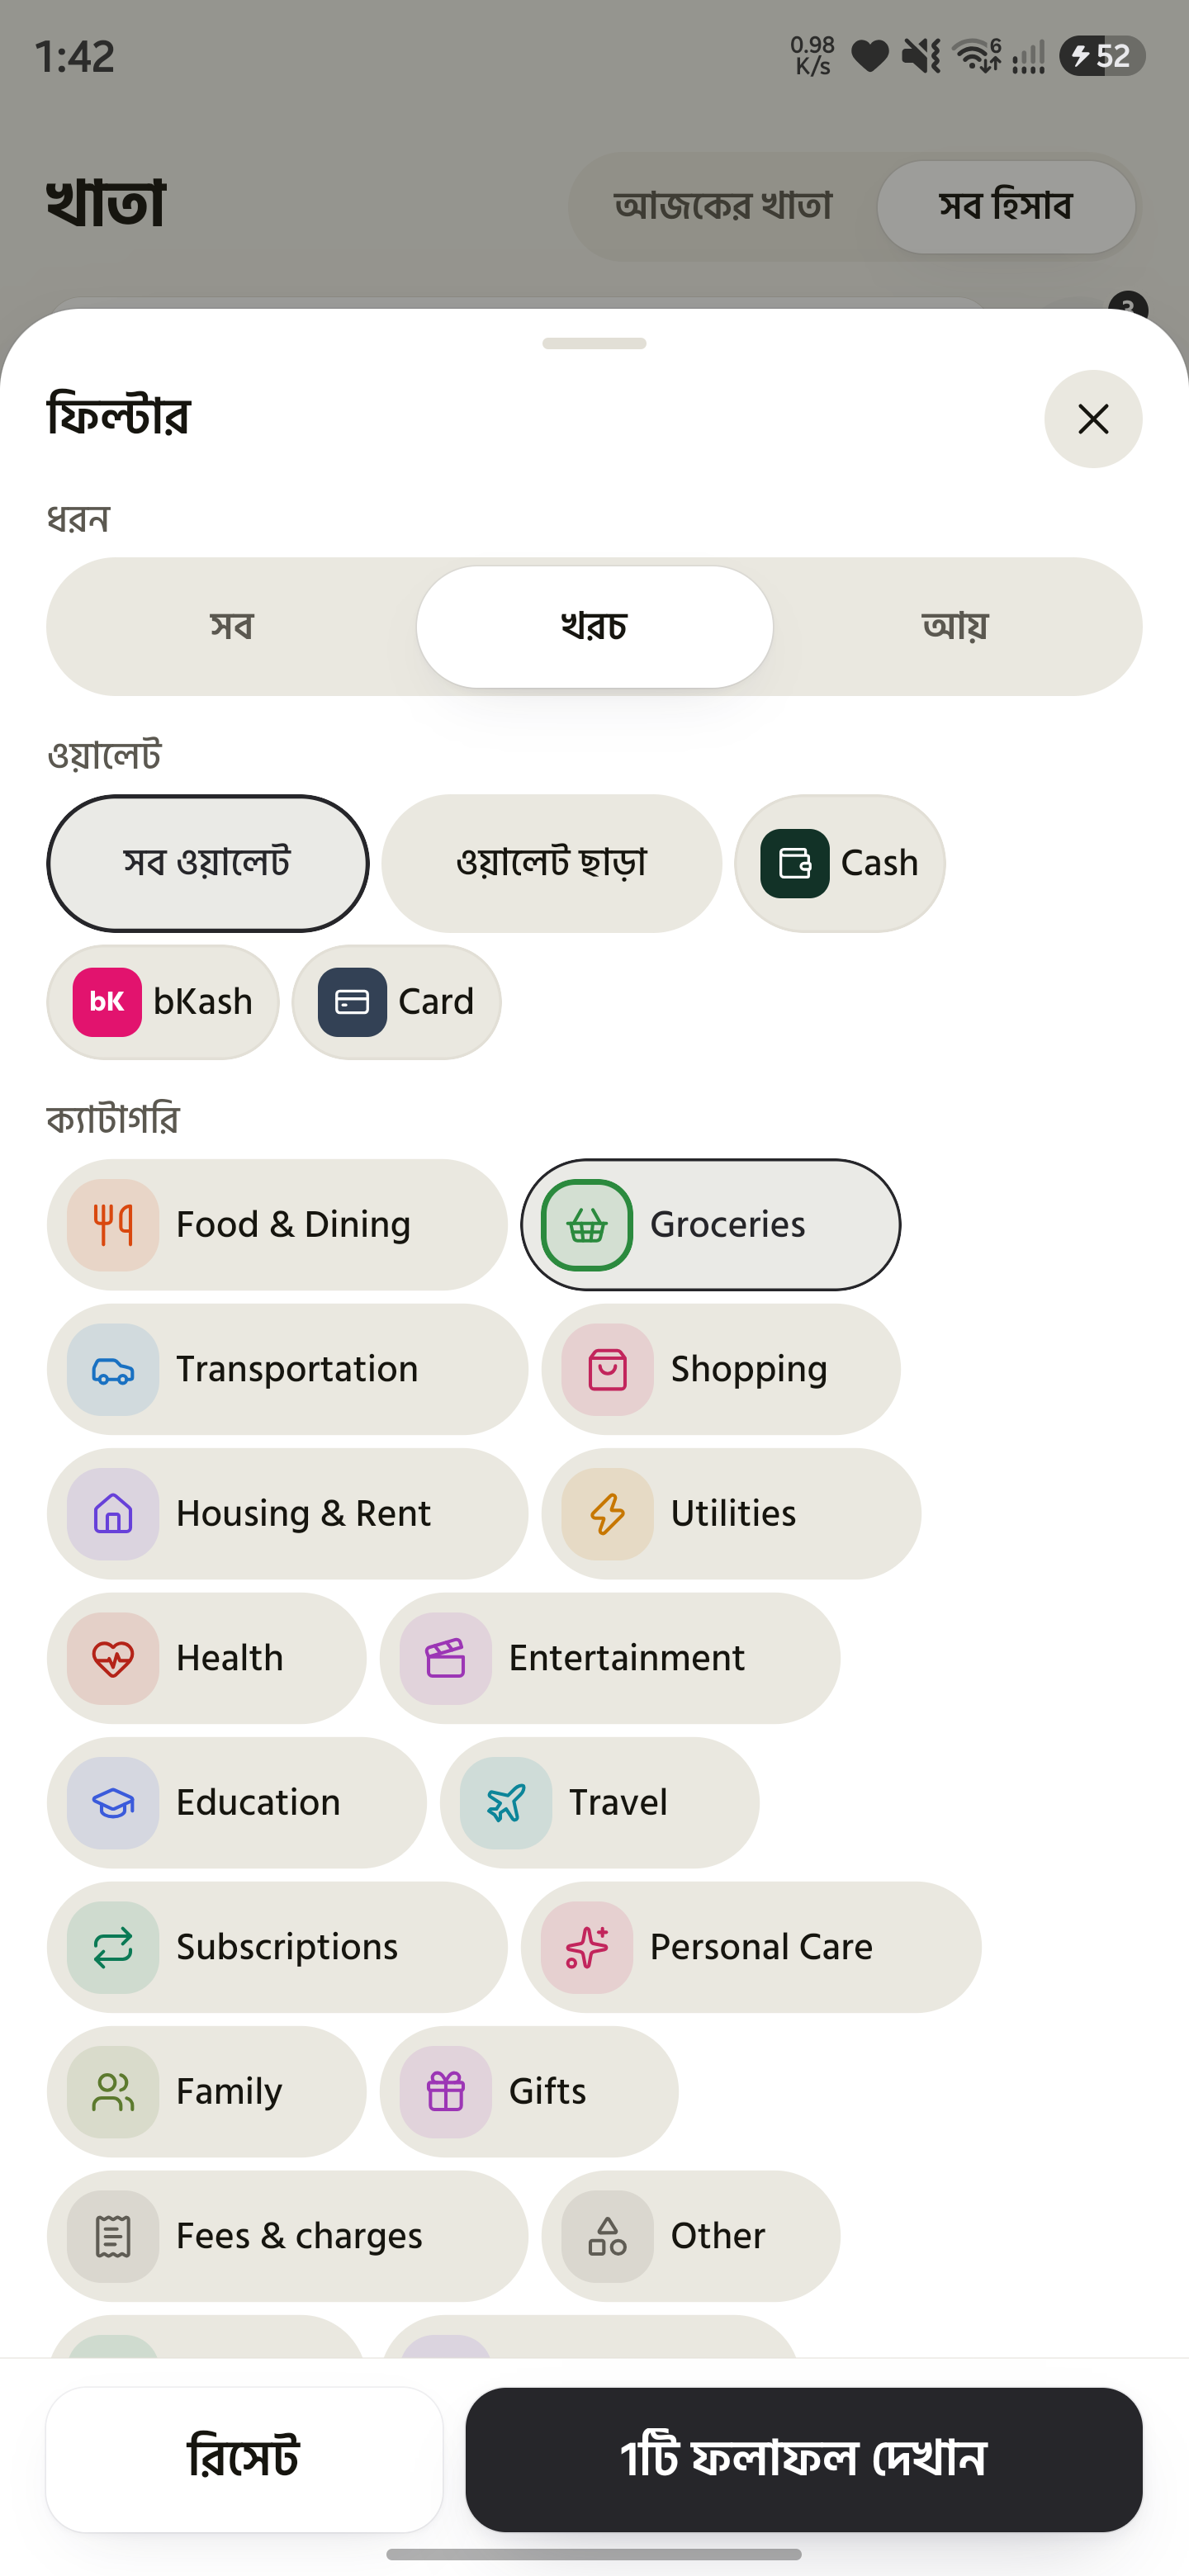 1:42
0.98 K/s
6
52
খাতা
আজকের খাতা
সব হিসাব
ফিল্টার
ধরন
সব
খরচ
আয়
ওয়ালেট
সব ওয়ালেট
ওয়ালেট ছাড়া
Cash
bK bKash
Card
ক্যাটাগরি
Food & Dining
Groceries
Transportation
Shopping
Housing & Rent
Utilities
Health
Entertainment
Education
Travel
Subscriptions
Personal Care
Family
Gifts
Fees & charges
Other
রিসেট
১টি ফলাফল দেখান